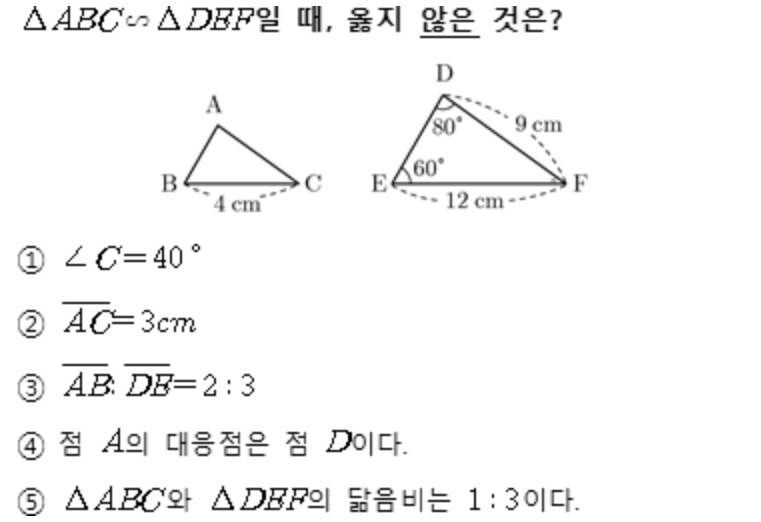 △ABC∽△DEF일 때, 옳지 않은 것은?
D
A
80°
9 cm
60°
B
C
E
F
4 cm
12 cm
① ∠C=40°
② \overline{AC}=3cm
③ \overline{AB}:\overline{DE}=2:3
④ 점 A의 대응점은 점 D이다.
⑤ △ABC와 △DEF의 닮음비는 1:3이다.